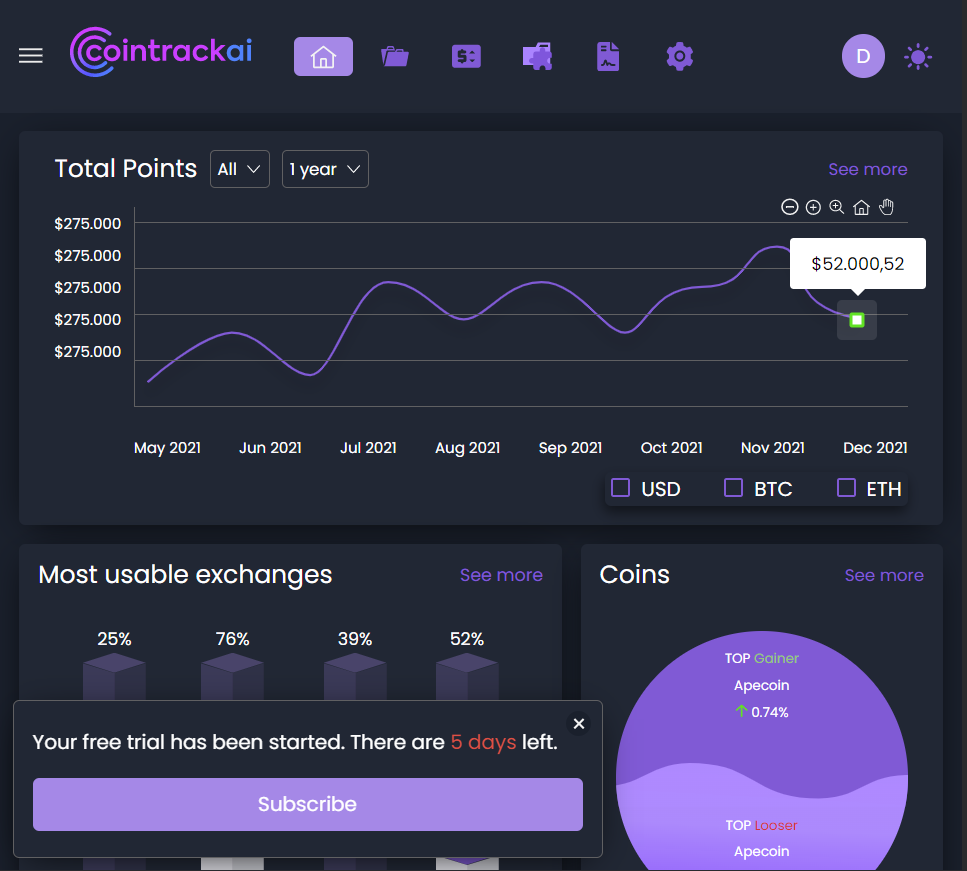 cointrackai
D
Total Points
All
1 year
See more
$275.000
$275.000
$275.000
$275.000
$275.000
$52.000,52
May 2021 Jun 2021 Jul 2021 Aug 2021 Sep 2021 Oct 2021 Nov 2021 Dec 2021
USD BTC ETH
Most usable exchanges
See more
25% 76% 39% 52%
Your free trial has been started. There are 5 days left.
Subscribe
Coins
See more
TOP Gainer
Apecoin
0.74%
TOP Looser
Apecoin